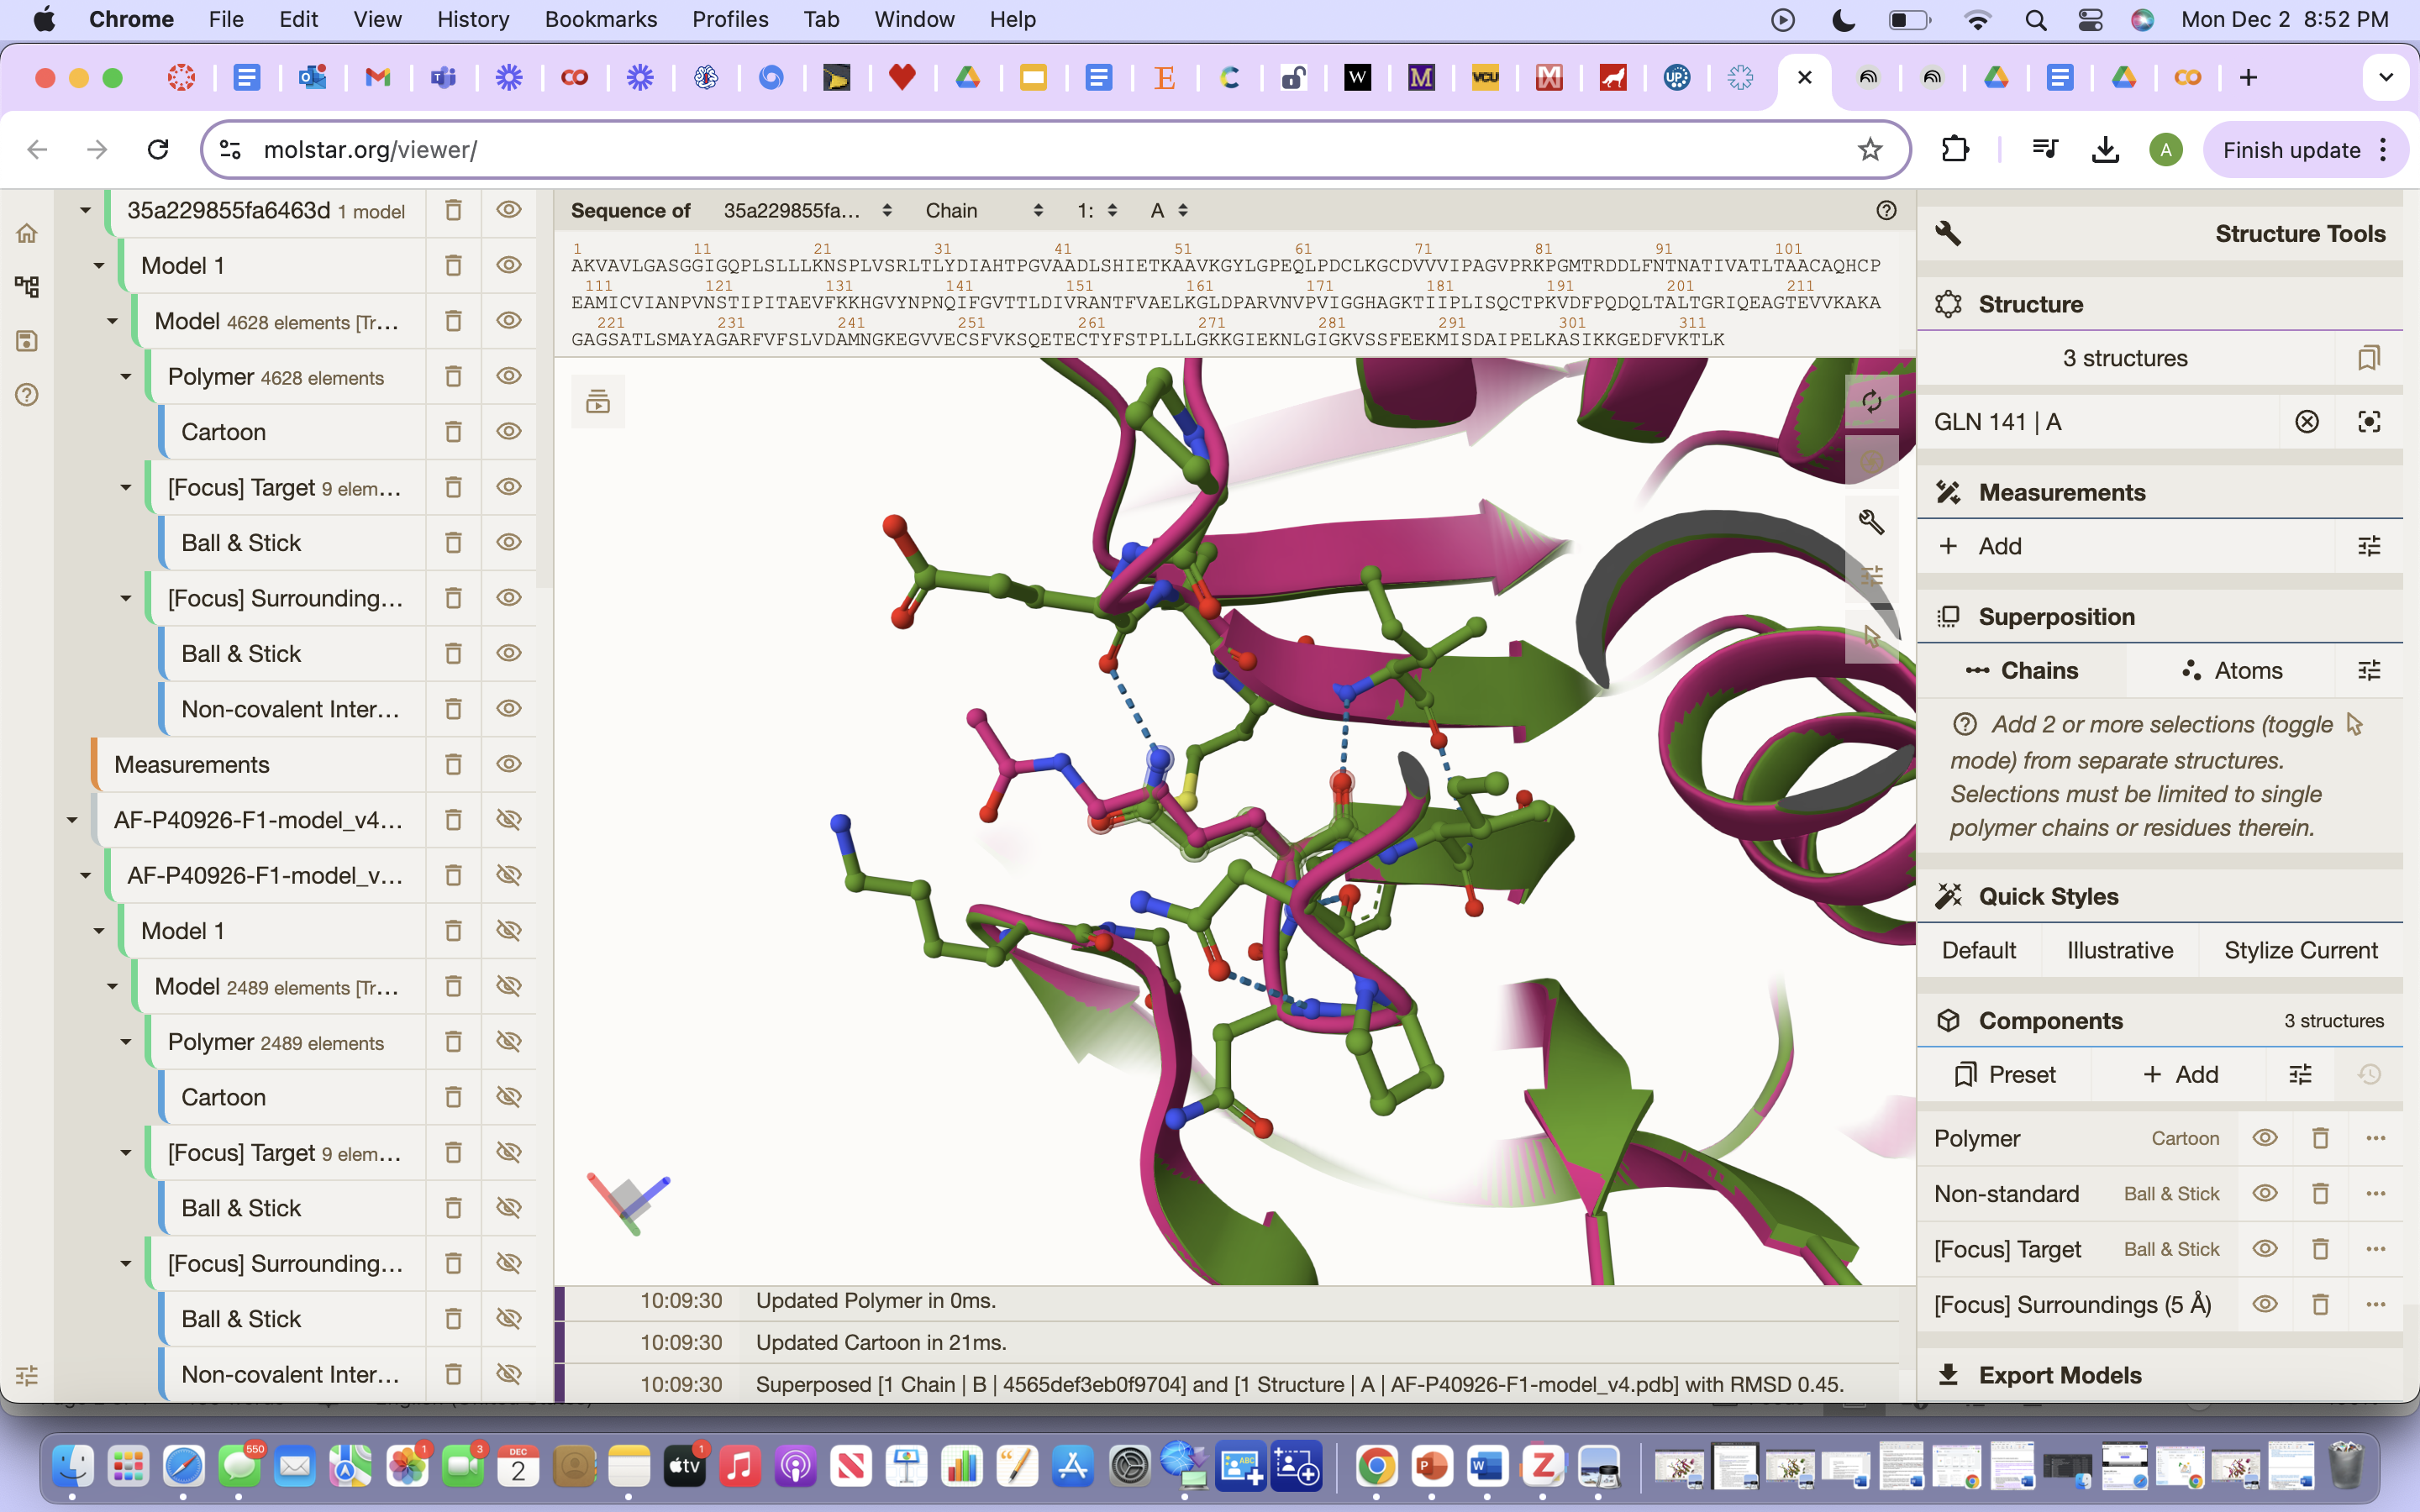 Chrome File Edit View History Bookmarks Profiles Tab Window Help Mon Dec 2 8:52 PM
molstar.org/viewer/ A Finish update
35a229855fa6463d 1 model
Model 1
Model 4628 elements [Tr...
Polymer 4628 elements
Cartoon
[Focus] Target 9 elem...
Ball & Stick
[Focus] Surrounding...
Ball & Stick
Non-covalent Inter...
Measurements
AF-P40926-F1-model_v4...
AF-P40926-F1-model_v...
Model 1
Model 2489 elements [Tr...
Polymer 2489 elements
Cartoon
[Focus] Target 9 elem...
Ball & Stick
[Focus] Surrounding...
Ball & Stick
Non-covalent Inter...
Sequence of 35a229855fa... Chain 1: A
1 11 21 31 41 51 61 71 81 91 101
AKVAVLGASGGIGQPLSLLLKNSPLVSRLTLYDIAHTPGVAADLSHIETKAAVKGYLGPEQLPDCLKGCDVVVIPAGVPRKPGMTRDDLFNTNATIVATLTAACAQHCP
111 121 131 141 151 161 171 181 191 201 211
EAMICVIANPVNSTIPITAEVFKKHGVYNPNQIFGVTTLDIVRANTFVAELKGLDPARVNVPVIGGHAGKTIIPLISQCTPKVDFPQDQLTALTGRIQEAGTEVVKAKA
221 231 241 251 261 271 281 291 301 311
GAGSATLSMAYAGARFVFSLVDAMNGKEGVVECSFVKSQETECTYFSTPLLLGKKGIEKNLGIGKVSSFEEKMISDAIPELKASIKKGEDFVKTLK
10:09:30 Updated Polymer in 0ms.
10:09:30 Updated Cartoon in 21ms.
10:09:30 Superposed [1 Chain | B | 4565def3eb0f9704] and [1 Structure | A | AF-P40926-F1-model_v4.pdb] with RMSD 0.45.
Structure Tools
Structure
3 structures
GLN 141 | A
Measurements
+ Add
Superposition
Chains Atoms
Add 2 or more selections (toggle
mode) from separate structures.
Selections must be limited to single
polymer chains or residues therein.
Quick Styles
Default Illustrative Stylize Current
Components 3 structures
Preset + Add
Polymer Cartoon
Non-standard Ball & Stick
[Focus] Target Ball & Stick
[Focus] Surroundings (5 Å)
Export Models
550 1 3 DEC 2 tv 1